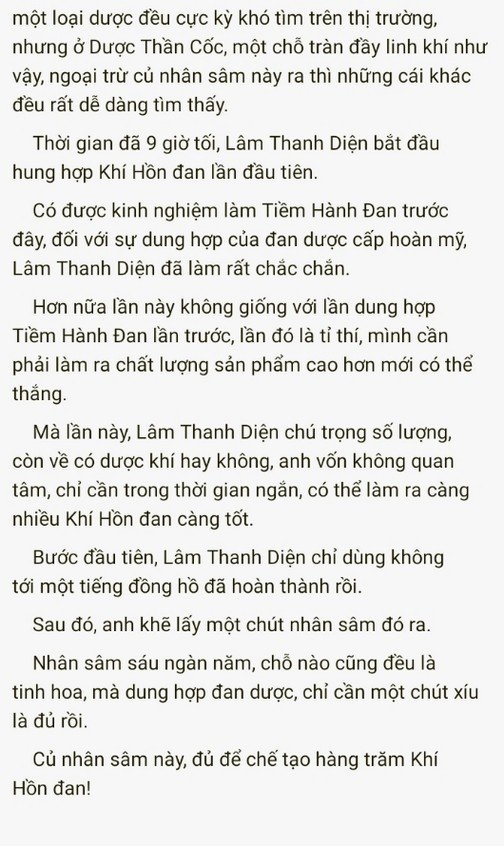 một loại dược đều cực kỳ khó tìm trên thị trường,
nhưng ở Dược Thần Cốc, một chỗ tràn đầy linh khí như
vậy, ngoại trừ củ nhân sâm này ra thì những cái khác
đều rất dễ dàng tìm thấy.
Thời gian đã 9 giờ tối, Lâm Thanh Diện bắt đầu
hung hợp Khí Hồn đan lần đầu tiên.
Có được kinh nghiệm làm Tiềm Hành Đan trước
đây, đối với sự dung hợp của đan dược cấp hoàn mỹ,
Lâm Thanh Diện đã làm rất chắc chắn.
Hơn nữa lần này không giống với lần dung hợp
Tiềm Hành Đan lần trước, lần đó là tỉ thí, mình cần
phải làm ra chất lượng sản phẩm cao hơn mới có thể
thắng.
Mà lần này, Lâm Thanh Diện chú trọng số lượng,
còn về có dược khí hay không, anh vốn không quan
tâm, chỉ cần trong thời gian ngắn, có thể làm ra càng
nhiều Khí Hồn đan càng tốt.
Bước đầu tiên, Lâm Thanh Diện chỉ dùng không
tới một tiếng đồng hồ đã hoàn thành rồi.
Sau đó, anh khẽ lấy một chút nhân sâm đó ra.
Nhân sâm sáu ngàn năm, chỗ nào cũng đều là
tinh hoa, mà dung hợp đan dược, chỉ cần một chút xíu
là đủ rồi.
Củ nhân sâm này, đủ để chế tạo hàng trăm Khí
Hồn đan!